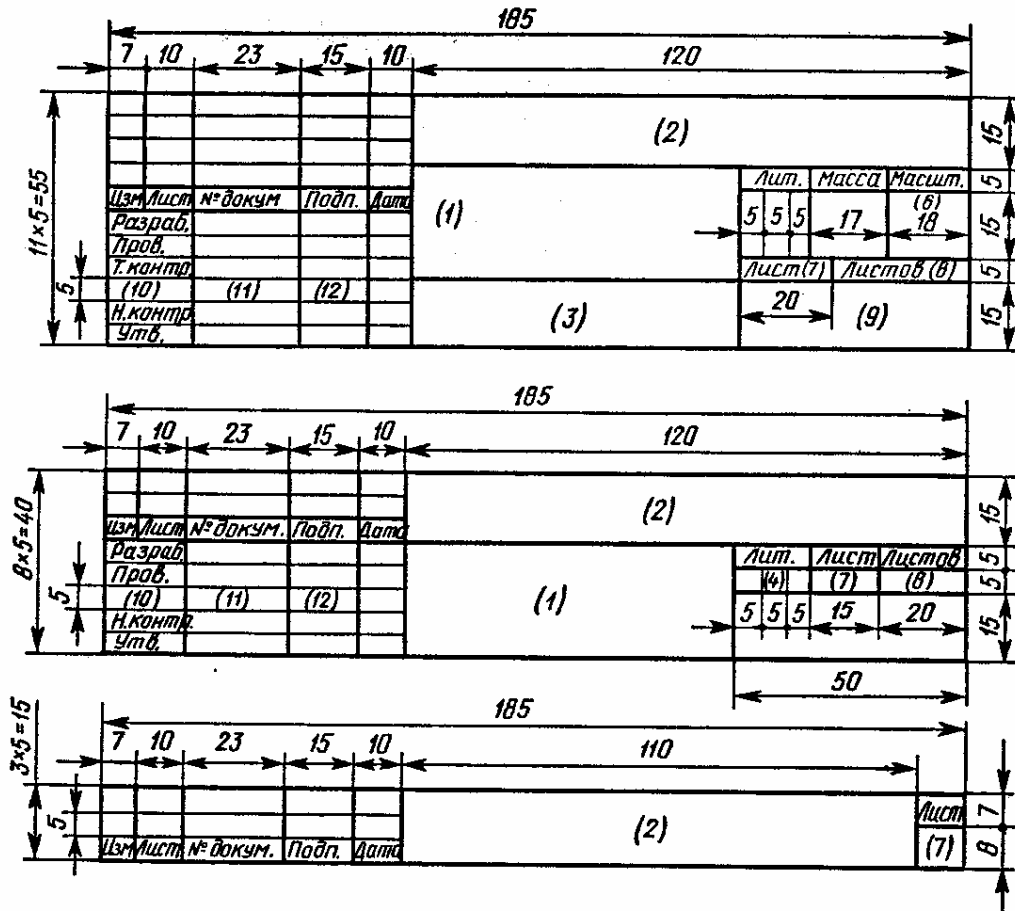 185
7 10 23 15 10 120
(2)
15
Лит. Масса Масшт. 5
Изм Лист № докум Подп. Дата
(1)
5 5 5 17 (6) 18 15
11×5=55
Разраб.
Пров.
Т.контр.
Лист(7) Листов(8) 5
5 (10) (11) (12)
20
(3) (9) 15
Н.контр.
Утв.
185
7 10 23 15 10 120
(2) 15
Изм Лист № докум. Подп. Дата
8×5=40
Разраб. Лит. Лист Листов 5
Пров. (4) (7) (8) 5
5 (10) (11) (12) (1)
5 5 5 15 20 15
Н.контр.
Утв.
50
185
3×5=15
7 10 23 15 10 110
Лист 7
5
(2)
Изм Лист № докум. Подп. Дата (7) 8